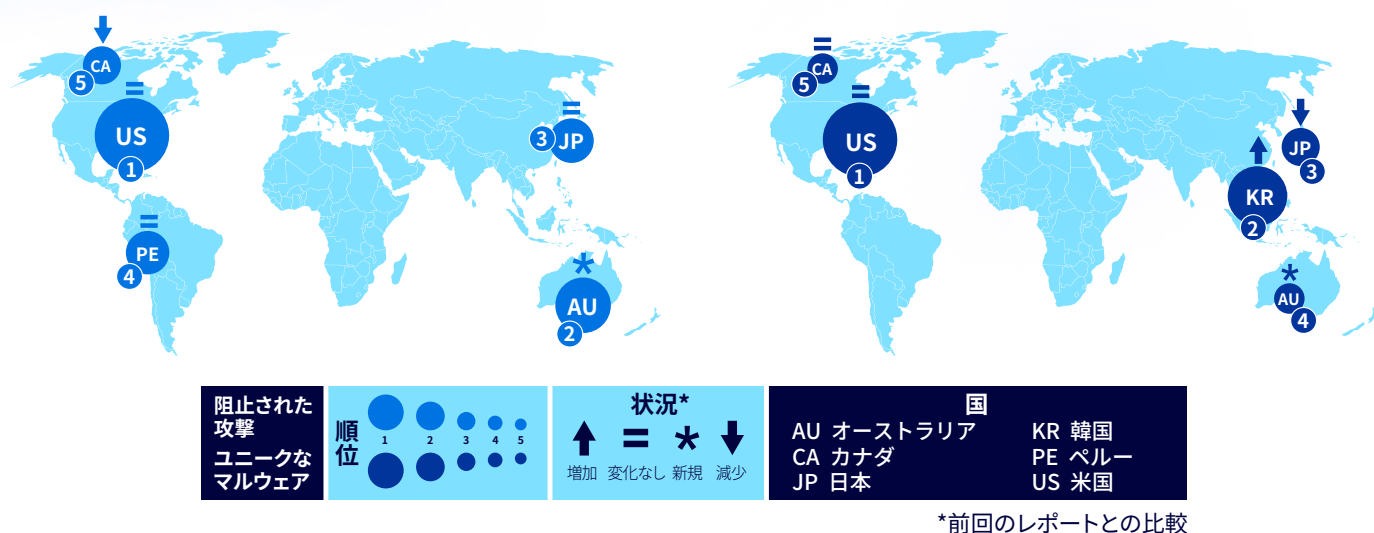 CA
5
=
US
1
=
PE
4
=
JP
3
*
AU
2
=
CA
5
=
US
1
JP
3
KR
2
*
AU
4
阻止された
攻撃
ユニークな
マルウェア
順
位
1 2 3 4 5
状況*
= *
増加 変化なし 新規 減少
国
AU オーストラリア
CA カナダ
JP 日本
KR 韓国
PE ペルー
US 米国
*前回のレポートとの比較